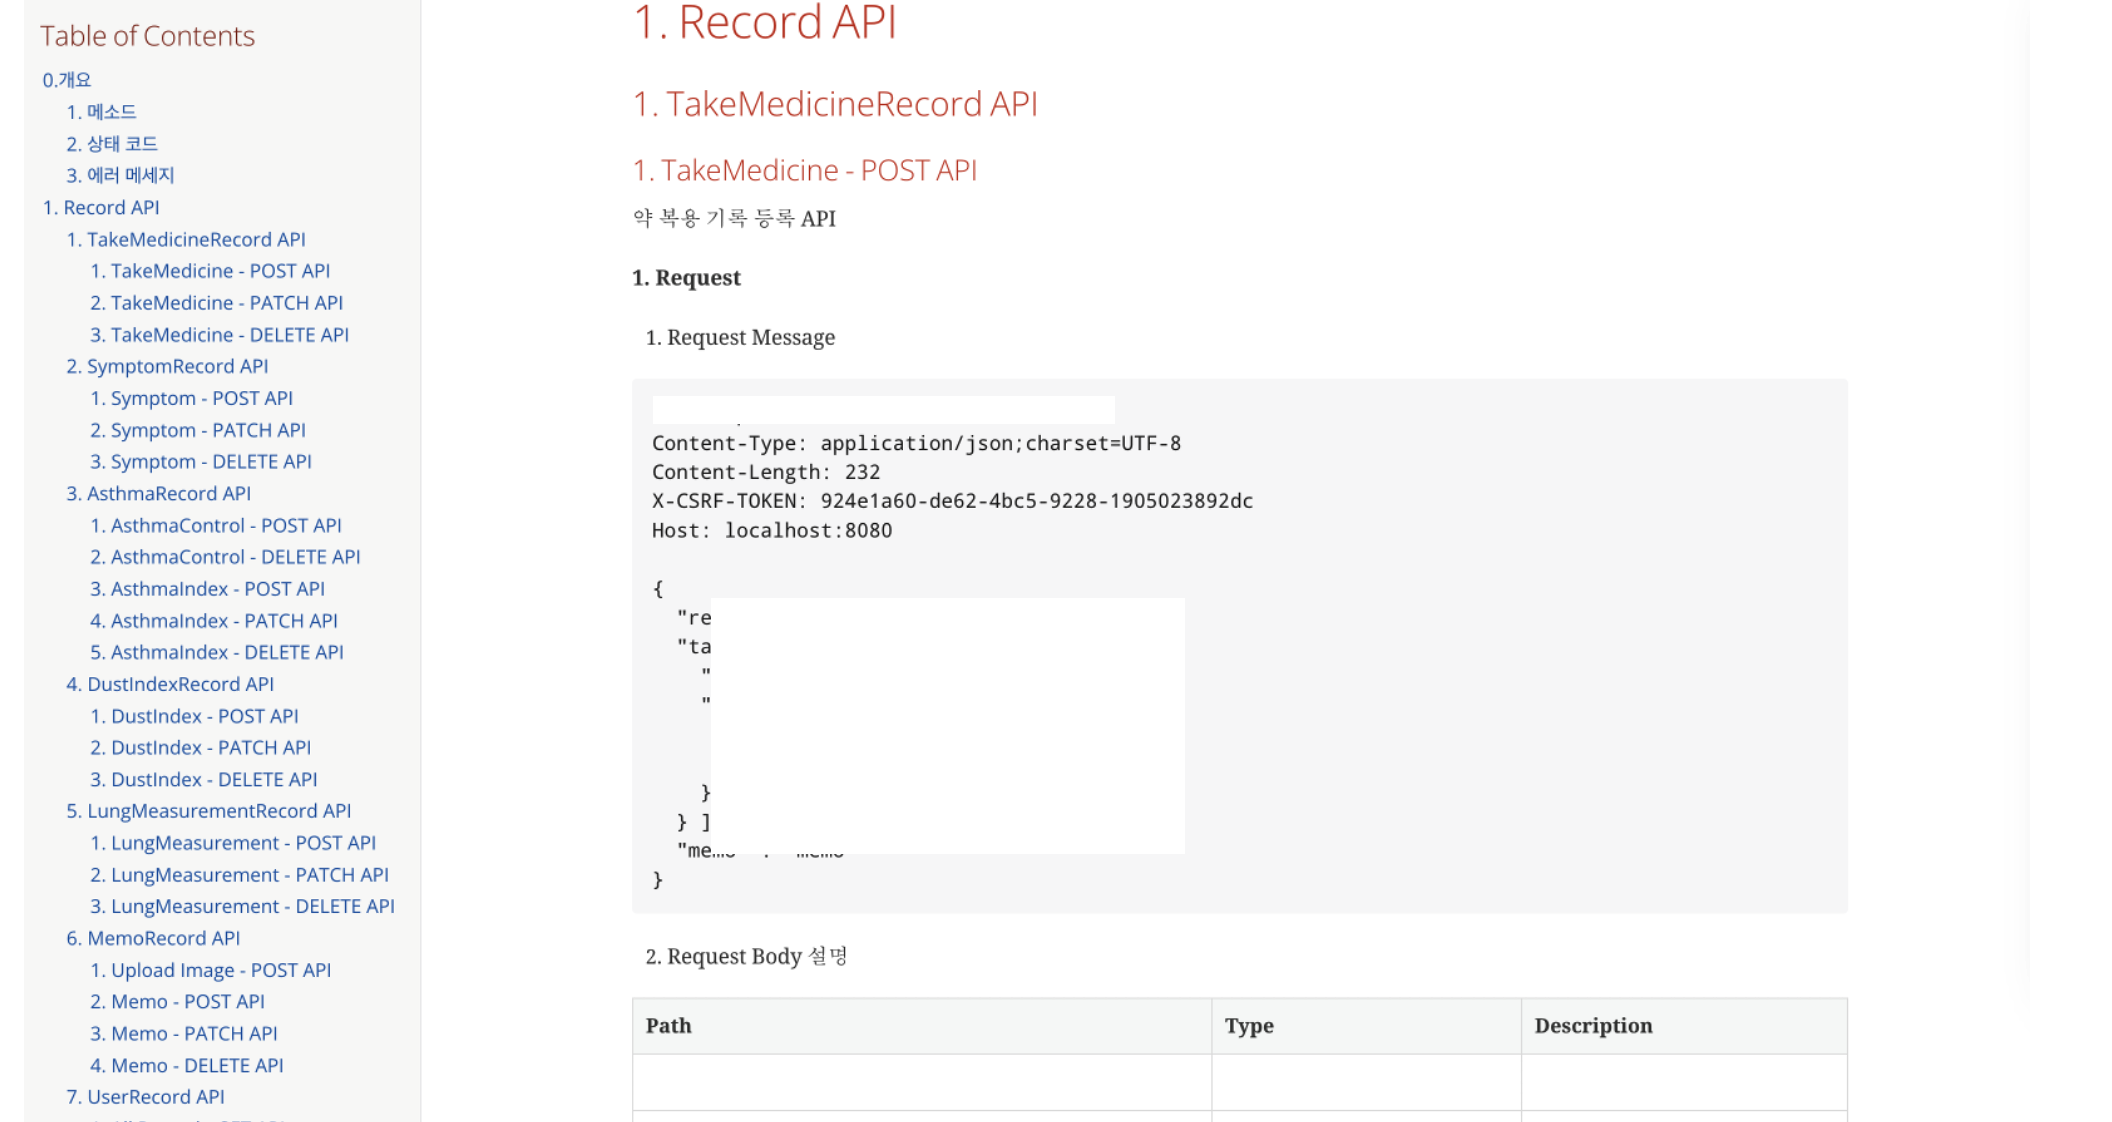 Table of Contents
0.개요
1. 메소드
2. 상태 코드
3. 에러 메세지
1. Record API
1. TakeMedicineRecord API
1. TakeMedicine - POST API
2. TakeMedicine - PATCH API
3. TakeMedicine - DELETE API
2. SymptomRecord API
1. Symptom - POST API
2. Symptom - PATCH API
3. Symptom - DELETE API
3. AsthmaRecord API
1. AsthmaControl - POST API
2. AsthmaControl - DELETE API
3. AsthmaIndex - POST API
4. AsthmaIndex - PATCH API
5. AsthmaIndex - DELETE API
4. DustIndexRecord API
1. DustIndex - POST API
2. DustIndex - PATCH API
3. DustIndex - DELETE API
5. LungMeasurementRecord API
1. LungMeasurement - POST API
2. LungMeasurement - PATCH API
3. LungMeasurement - DELETE API
6. MemoRecord API
1. Upload Image - POST API
2. Memo - POST API
3. Memo - PATCH API
4. Memo - DELETE API
7. UserRecord API
1. Record API
1. TakeMedicineRecord API
1. TakeMedicine - POST API
약 복용 기록 등록 API
1. Request
1. Request Message
Content-Type: application/json;charset=UTF-8
Content-Length: 232
X-CSRF-TOKEN: 924e1a60-de62-4bc5-9228-1905023892dc
Host: localhost:8080
{
"re
"ta
"
"
}
} ]
"me
}
2. Request Body 설명
Path Type Description